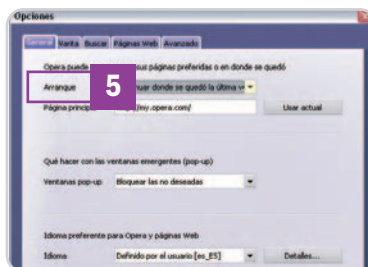 Opciones
General Vanta Buscar Páginas Web Avanzado
Opera puede sus páginas preferidas o en donde se quedó
Arranque 5 nuar donde se quedó la última v
Página princip /my.opera.com/ Usar actual
Qué hacer con las ventanas emergentes (pop-up)
Ventanas pop-up Bloquear las no deseadas
Idioma preferente para Opera y páginas Web
Idioma Definido por el usuario [es_ES] Detalles...